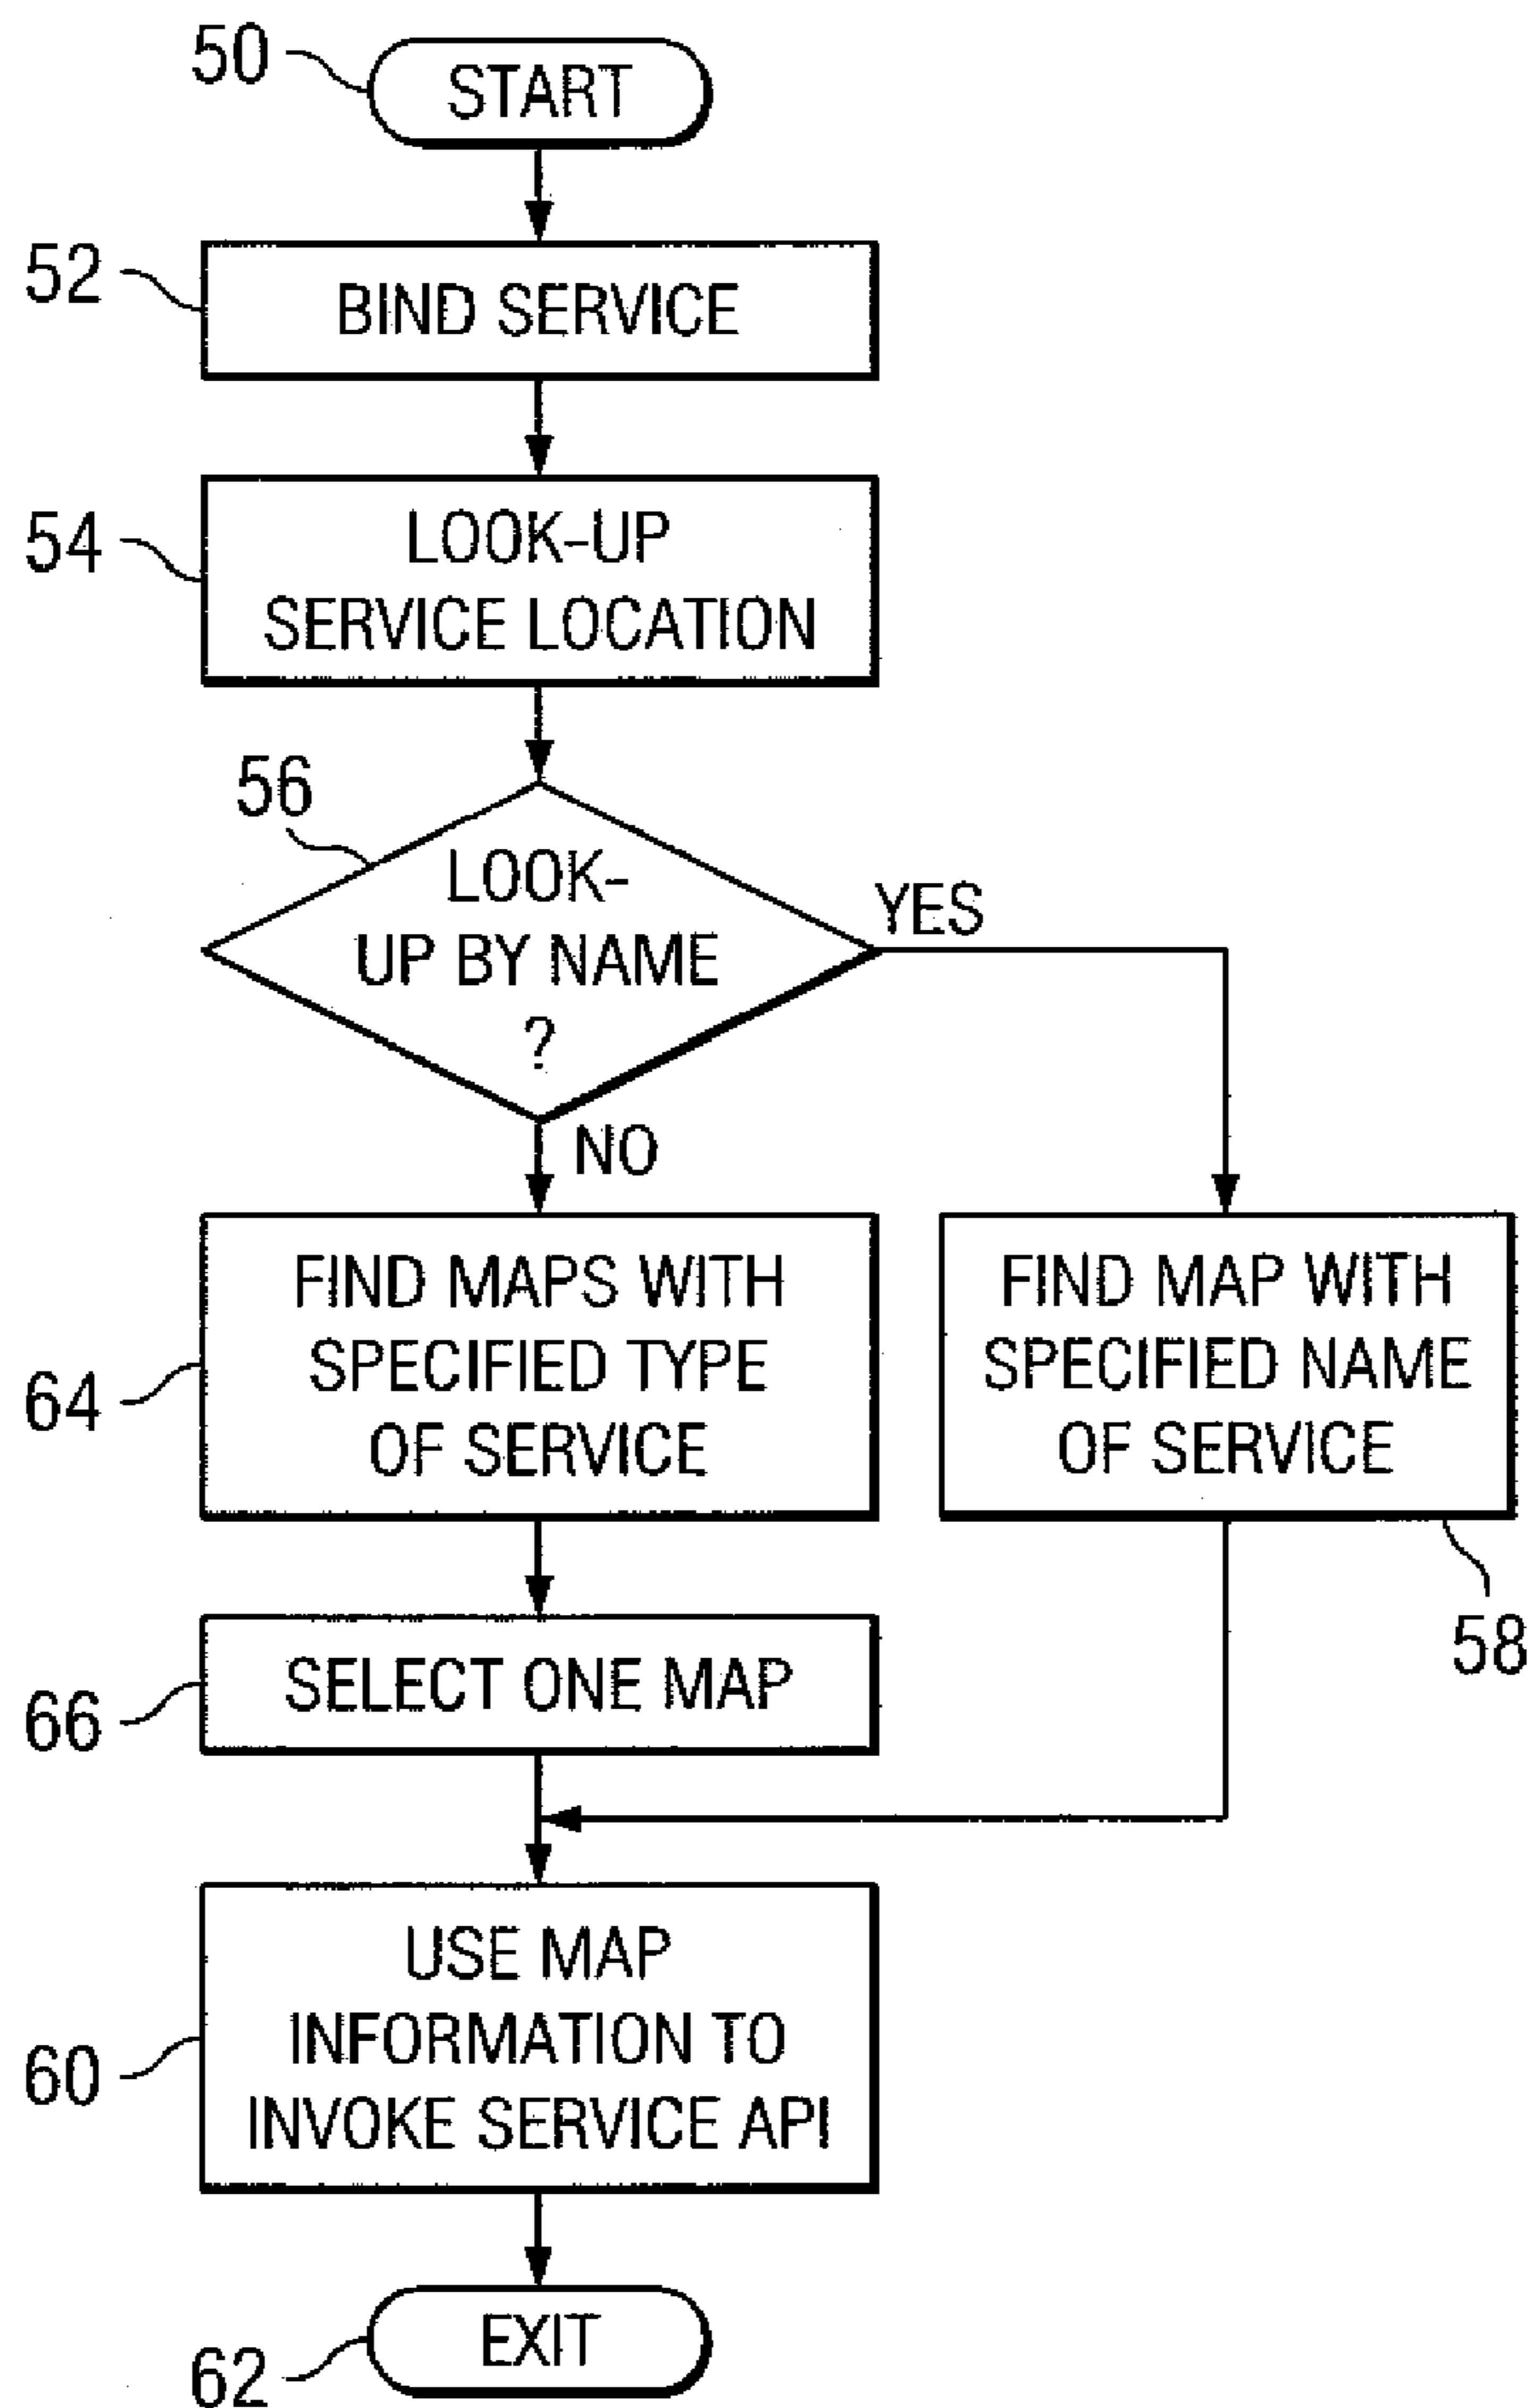 50
START
52
BIND SERVICE
54
LOOK-UP
SERVICE LOCATION
56
LOOK-
UP BY NAME
?
YES
NO
64
FIND MAPS WITH
SPECIFIED TYPE
OF SERVICE
FIND MAP WITH
SPECIFIED NAME
OF SERVICE
58
66
SELECT ONE MAP
60
USE MAP
INFORMATION TO
INVOKE SERVICE API
62
EXIT